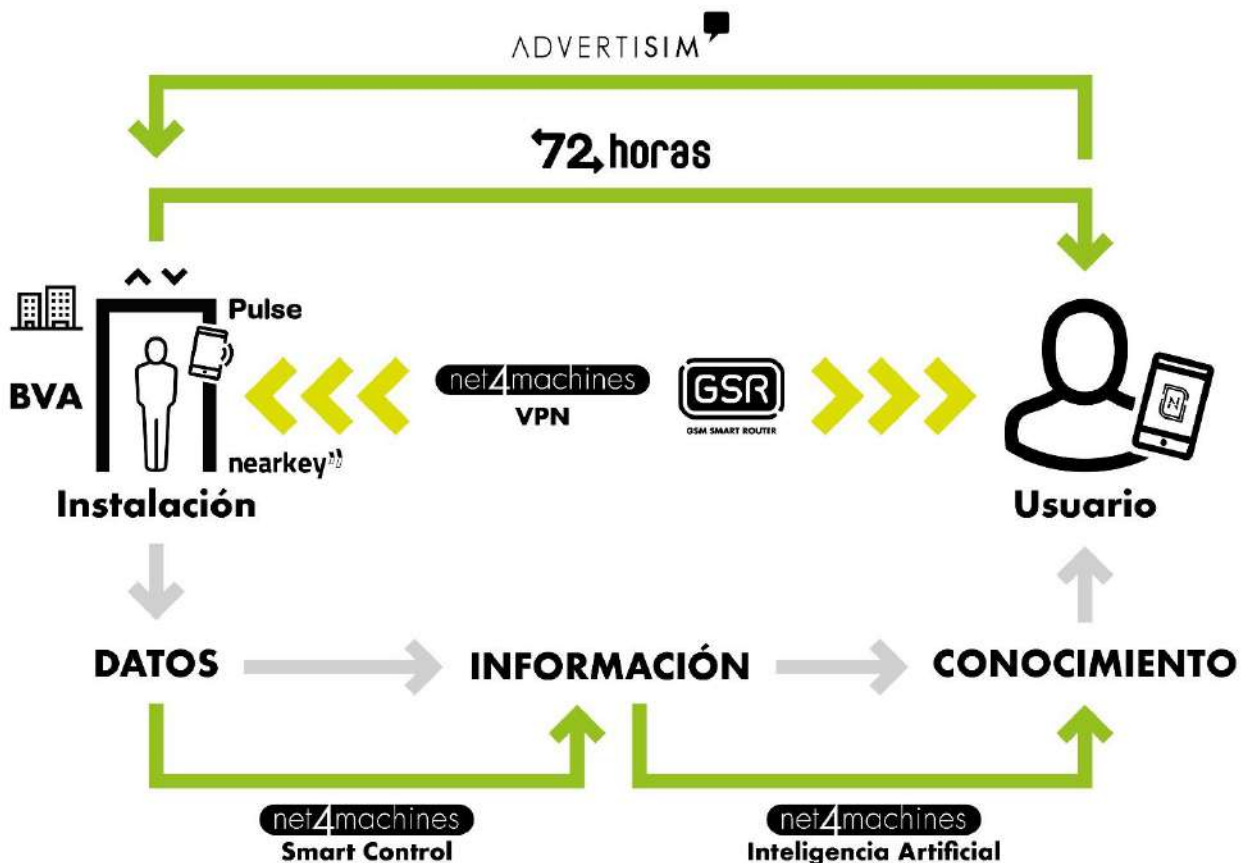 ADVERTISIM
72 horas
Pulse
BVA
net4machines
VPN
GSR
GSM SMART ROUTER
N
nearkey
Instalación
Usuario
DATOS
INFORMACIÓN
CONOCIMIENTO
net4machines
Smart Control
net4machines
Inteligencia Artificial